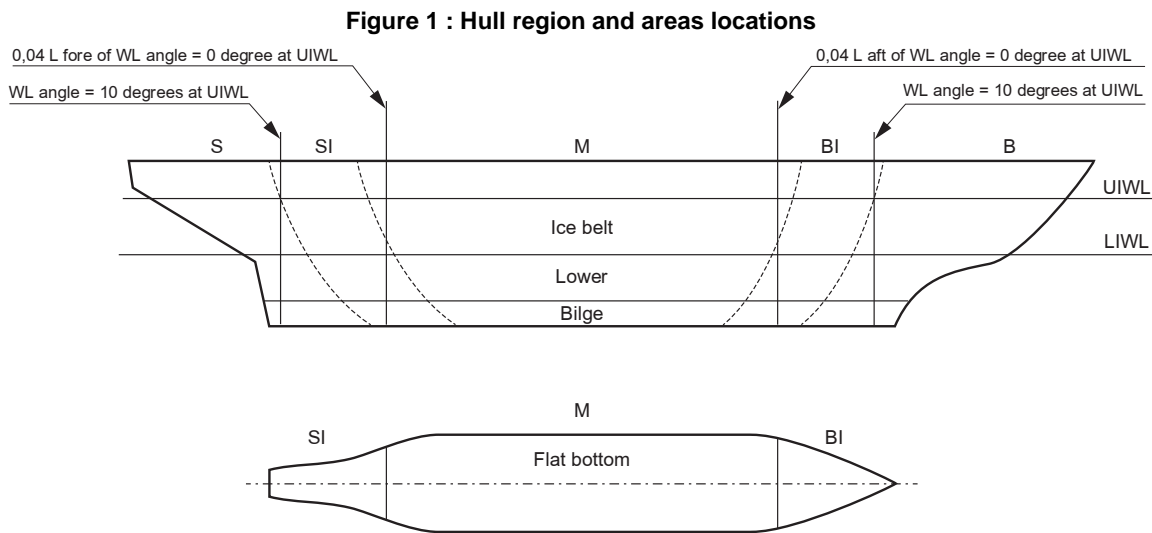 Figure 1 : Hull region and areas locations
0,04 L fore of WL angle = 0 degree at UIWL
0,04 L aft of WL angle = 0 degree at UIWL
WL angle = 10 degrees at UIWL
WL angle = 10 degrees at UIWL
S
SI
M
BI
B
UIWL
Ice belt
LIWL
Lower
Bilge
M
SI
BI
Flat bottom